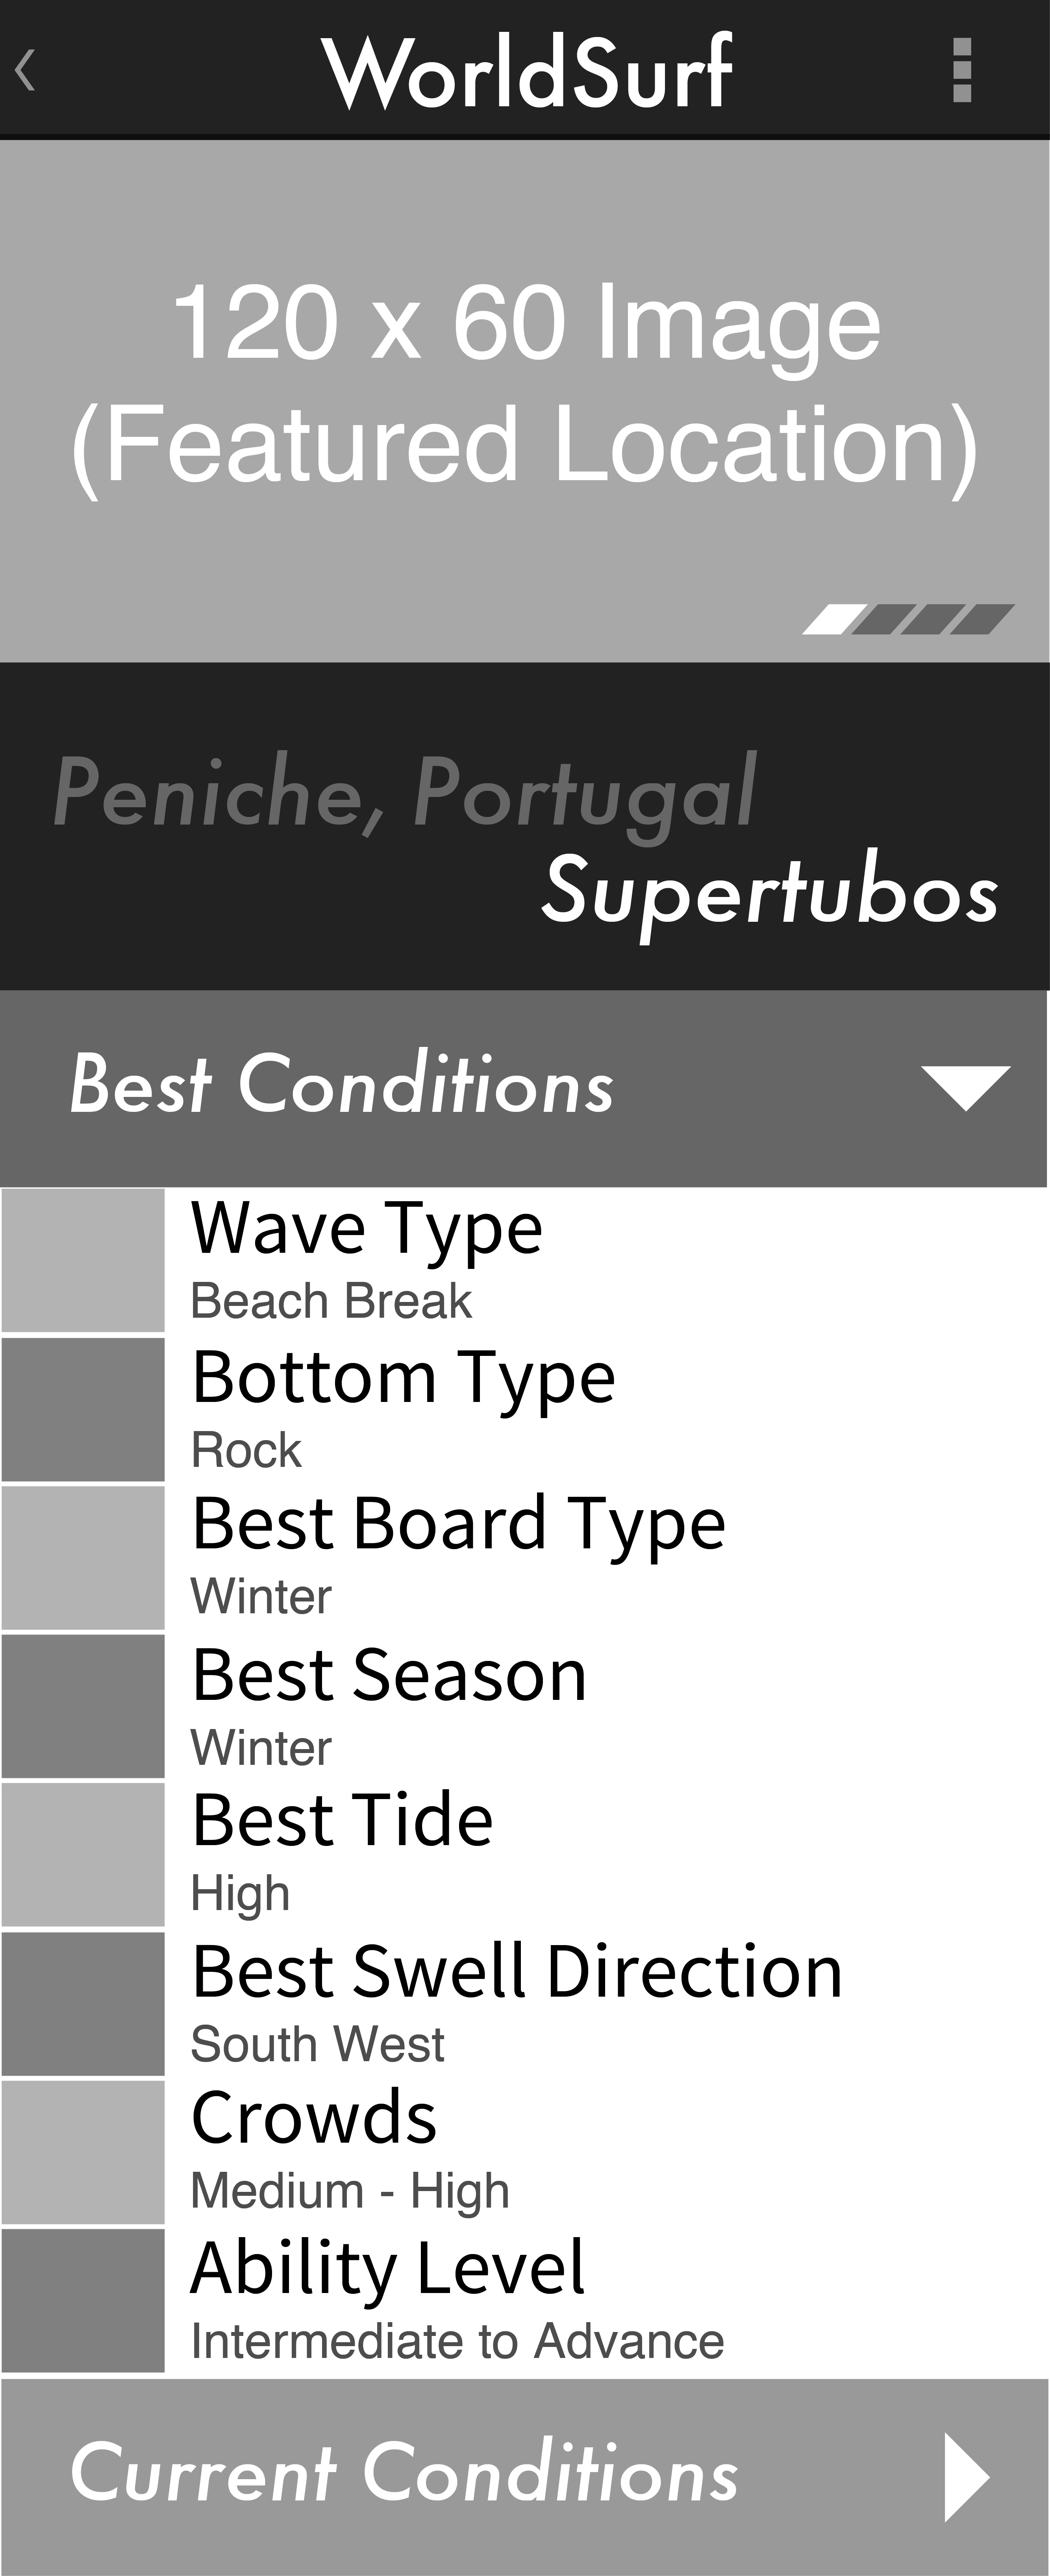 WorldSurf
120 x 60 Image
(Featured Location)
Peniche, Portugal
Supertubos
Best Conditions
Wave Type
Beach Break
Bottom Type
Rock
Best Board Type
Winter
Best Season
Winter
Best Tide
High
Best Swell Direction
South West
Crowds
Medium - High
Ability Level
Intermediate to Advance
Current Conditions